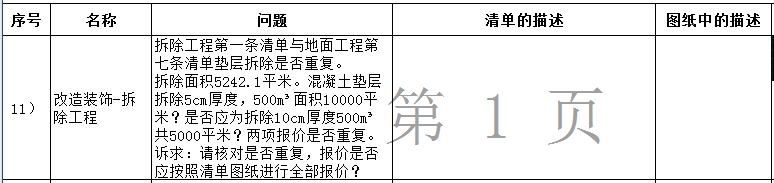 序号 名称 问题 清单的描述 图纸中的描述
拆除工程第一条清单与地面工程第
七条清单垫层拆除是否重复。
拆除面积5242.1平米。混凝土垫层
拆除5cm厚度，500m³面积10000平
米？是否应为拆除10cm厚度500m³
共5000平米？两项报价是否重复。
诉求：请核对是否重复，报价是否
应按照清单图纸进行全部报价？
11）
改造装饰-拆
除工程
第 1 页